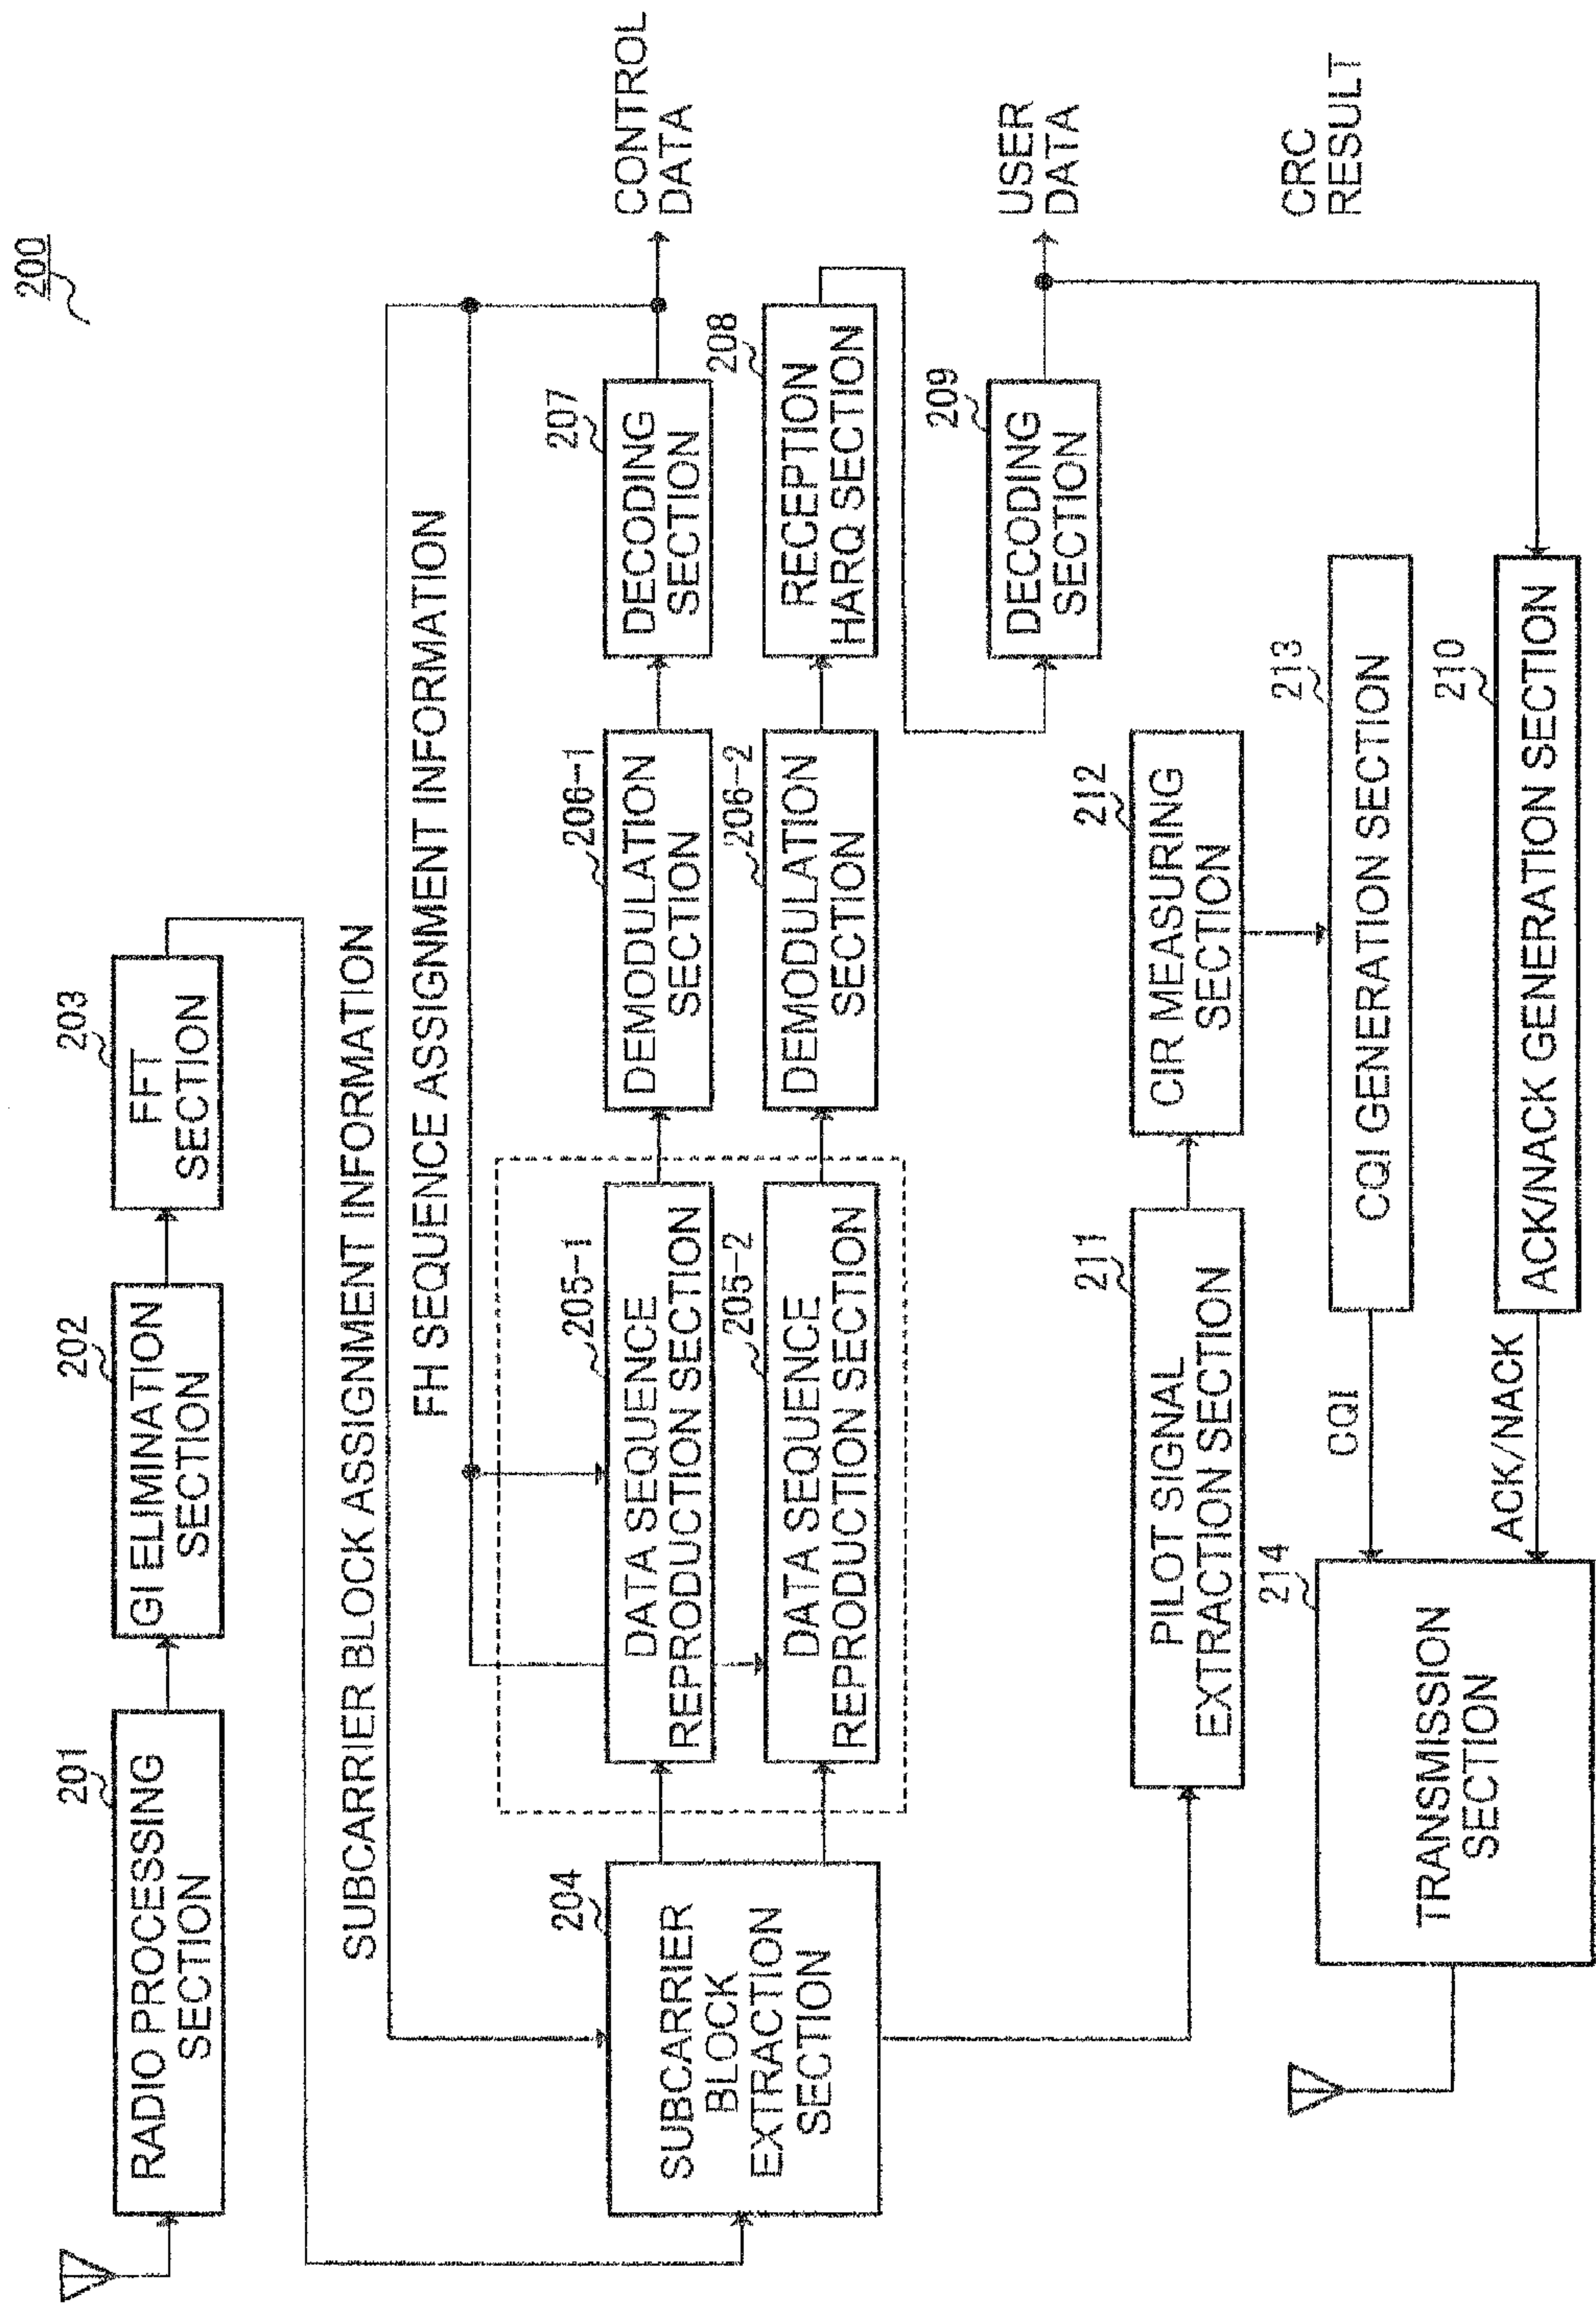 200
201
RADIO PROCESSING
SECTION
202
GI ELIMINATION
SECTION
203
FFT
SECTION
SUBCARRIER BLOCK ASSIGNMENT INFORMATION
FH SEQUENCE ASSIGNMENT INFORMATION
204
SUBCARRIER
BLOCK
EXTRACTION
SECTION
205-1
DATA SEQUENCE
REPRODUCTION SECTION
206-1
DEMODULATION
SECTION
207
DECODING
SECTION
CONTROL
DATA
205-2
DATA SEQUENCE
REPRODUCTION SECTION
206-2
DEMODULATION
SECTION
208
RECEPTION
HARQ SECTION
209
DECODING
SECTION
USER
DATA
211
PILOT SIGNAL
EXTRACTION SECTION
212
CIR MEASURING
SECTION
CRC
RESULT
214
TRANSMISSION
SECTION
CQI
213
CQI GENERATION SECTION
ACK/NACK
210
ACK/NACK GENERATION SECTION